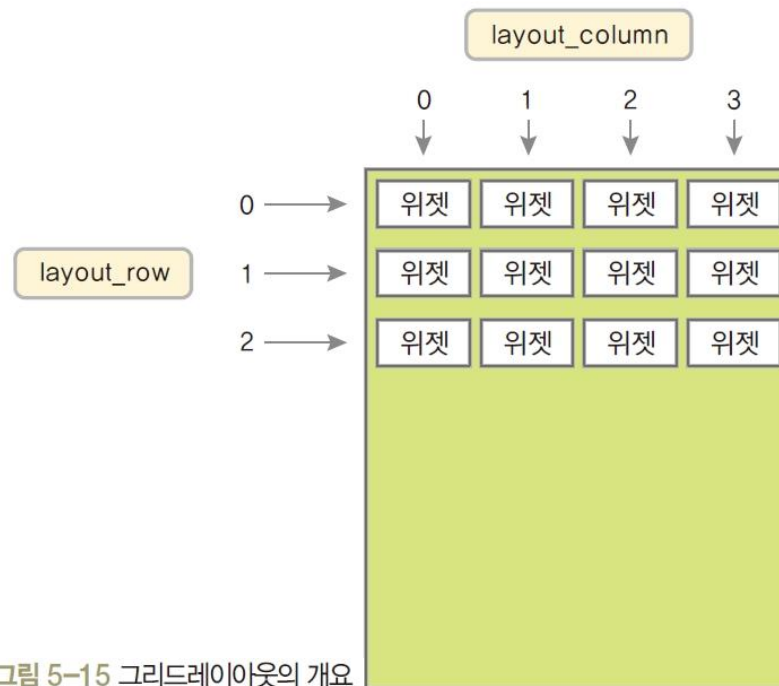 layout_column
0 1 2 3
0 위젯 위젯 위젯 위젯
layout_row 1 위젯 위젯 위젯 위젯
2 위젯 위젯 위젯 위젯
그림 5-15 그리드레이아웃의 개요